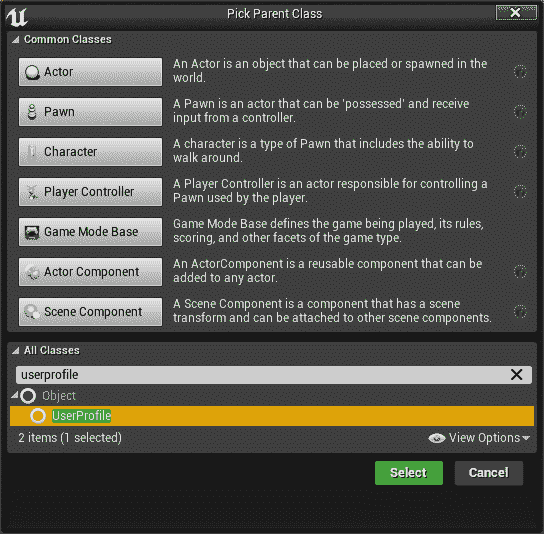 Pick Parent Class
Common Classes
Actor
An Actor is an object that can be placed or spawned in the
world.
Pawn
A Pawn is an actor that can be 'possessed' and receive
input from a controller.
Character
A character is a type of Pawn that includes the ability to
walk around.
Player Controller
A Player Controller is an actor responsible for controlling a
Pawn used by the player.
Game Mode Base
Game Mode Base defines the game being played, its rules,
scoring, and other facets of the game type.
Actor Component
An ActorComponent is a reusable component that can be
added to any actor.
Scene Component
A Scene Component is a component that has a scene
transform and can be attached to other scene components.
All Classes
userprofile
Object
UserProfile
2 items (1 selected)
View Options
Select
Cancel